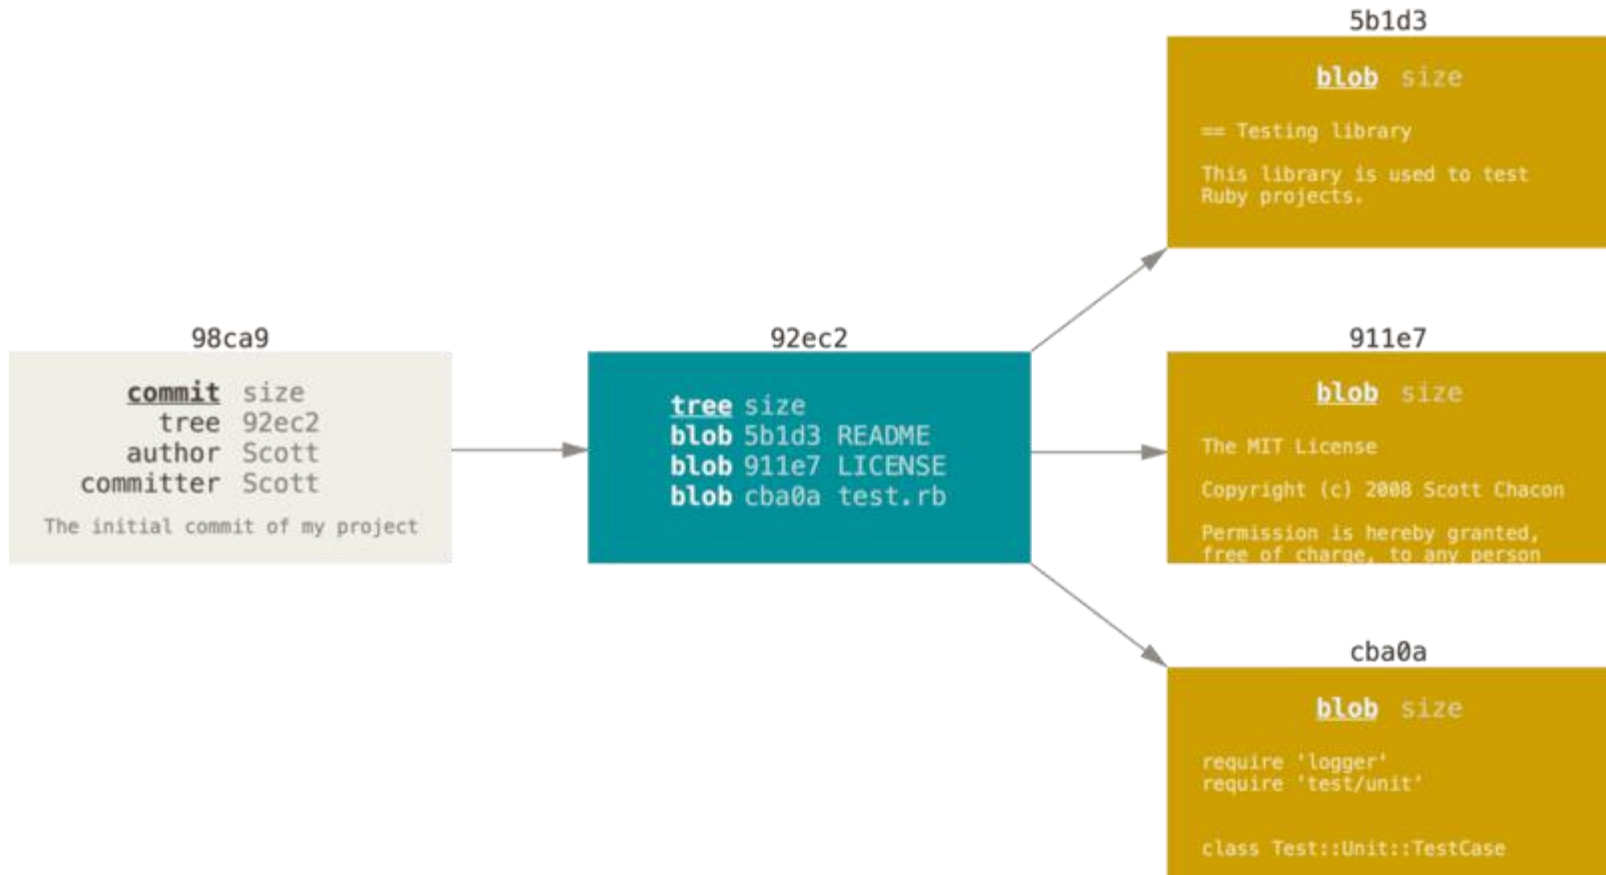 98ca9
commit size
tree 92ec2
author Scott
committer Scott
The initial commit of my project
92ec2
tree size
blob 5b1d3 README
blob 911e7 LICENSE
blob cba0a test.rb
5b1d3
blob size
== Testing library
This library is used to test
Ruby projects.
911e7
blob size
The MIT License
Copyright (c) 2008 Scott Chacon
Permission is hereby granted,
free of charge, to any person
cba0a
blob size
require 'logger'
require 'test/unit'
class Test::Unit::TestCase